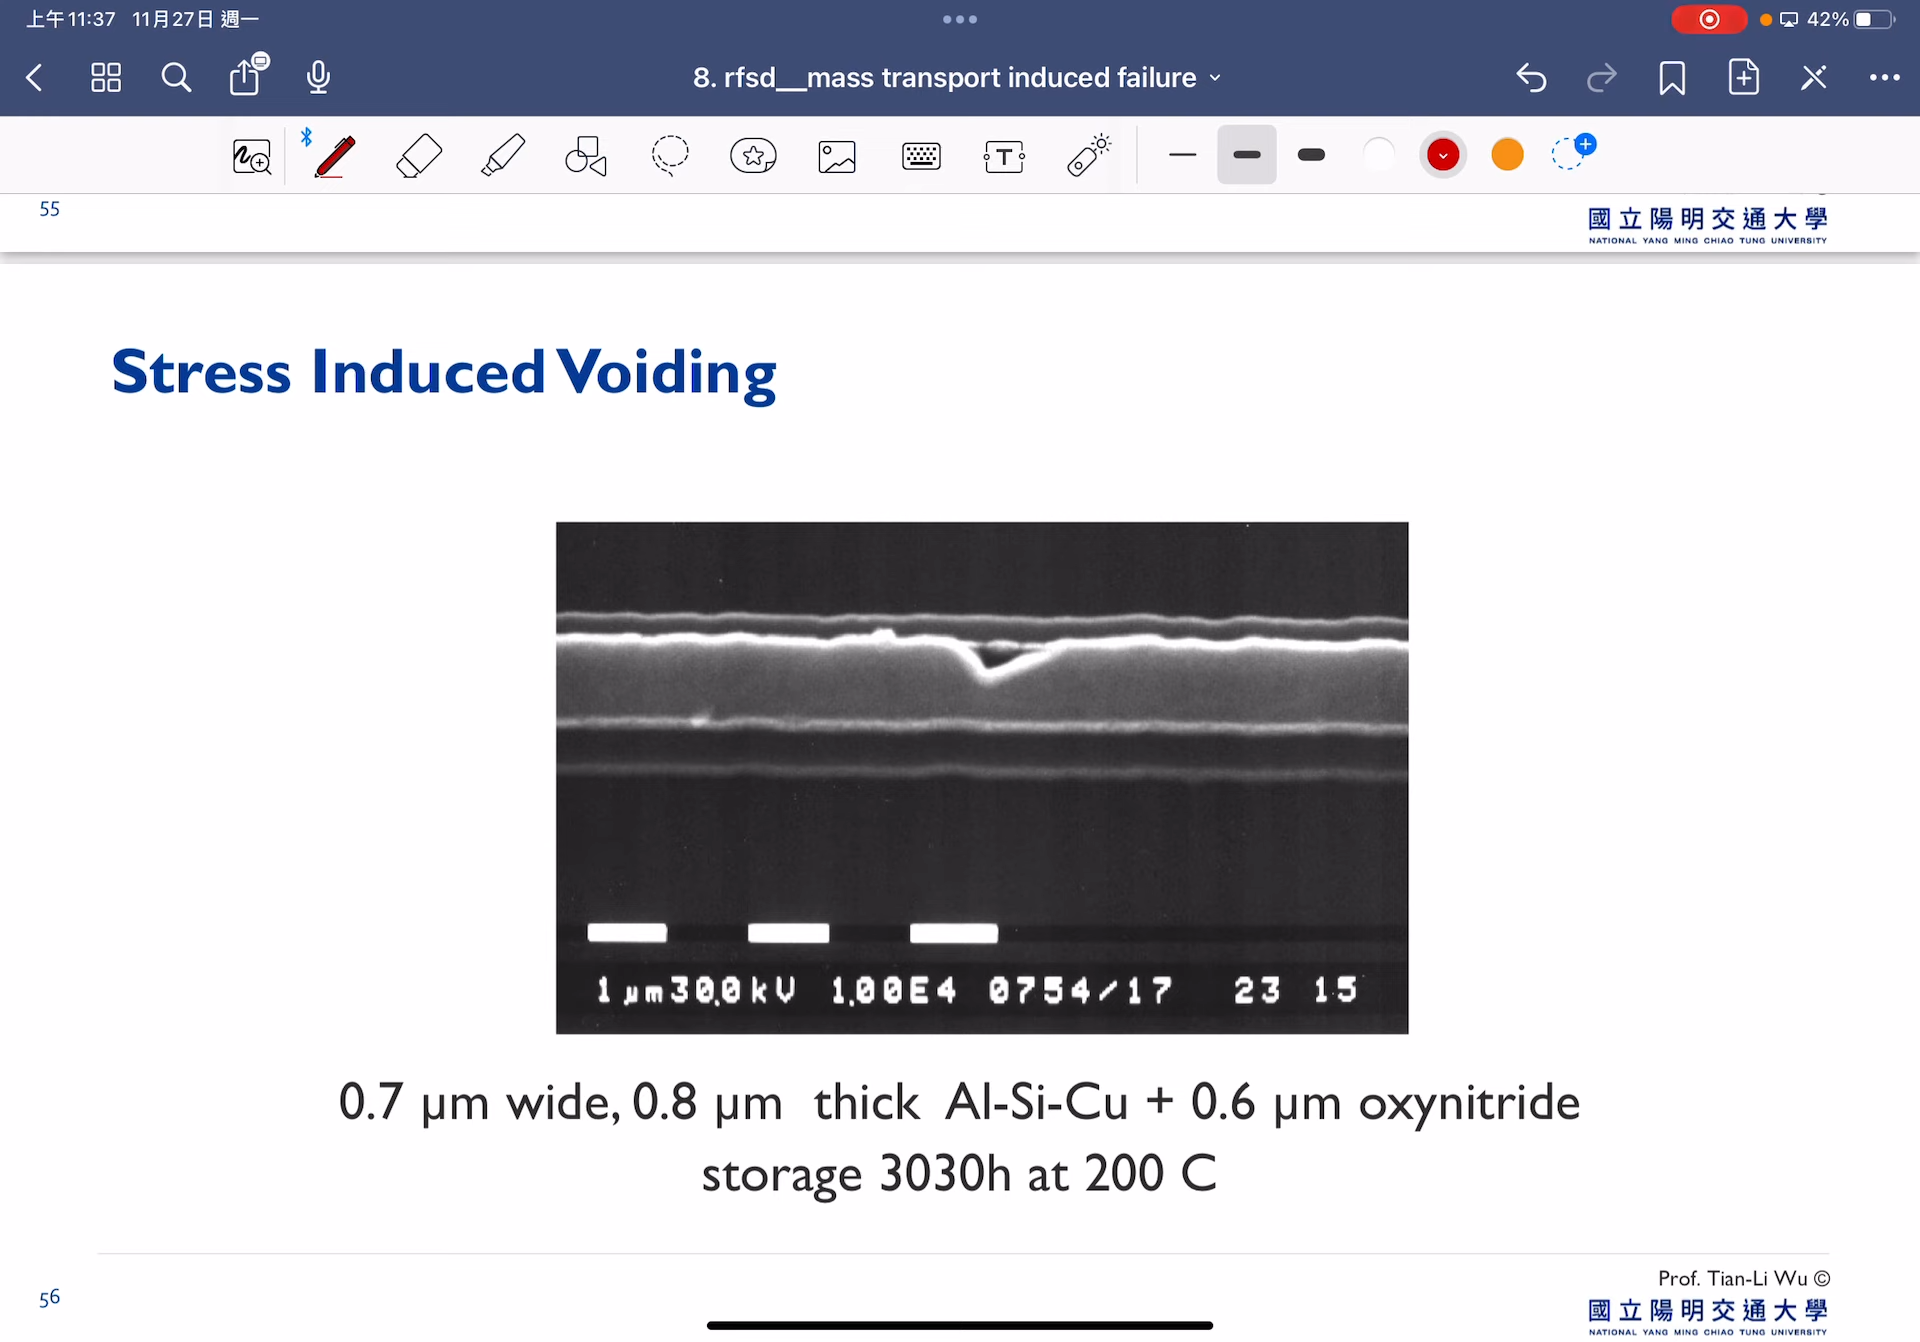 上午11:37 11月27日 週一
42%
8. rfsd__mass transport induced failure
T
55
國立陽明交通大學
NATIONAL YANG MING CHIAO TUNG UNIVERSITY
Stress Induced Voiding
1 µm 30.0 kV 1.00E4 0754/17 23 15
0.7 µm wide, 0.8 µm thick Al-Si-Cu + 0.6 µm oxynitride
storage 3030h at 200 C
56
Prof. Tian-Li Wu ©
國立陽明交通大學
NATIONAL YANG MING CHIAO TUNG UNIVERSITY